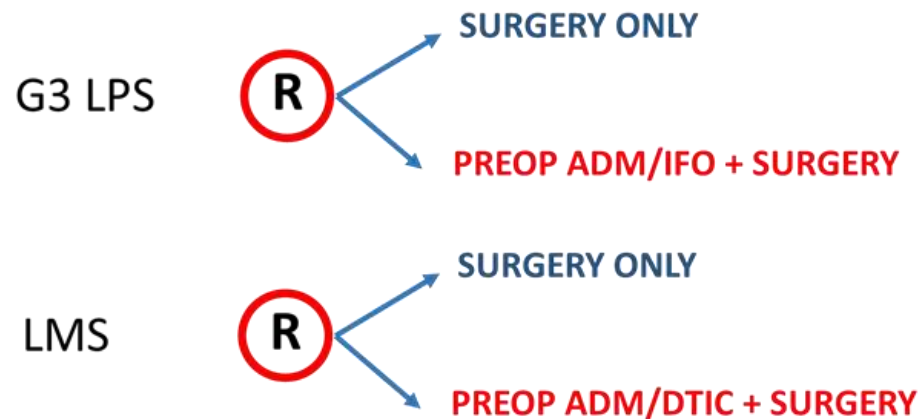 SURGERY ONLY
G3 LPS
R
PREOP ADM/IFO + SURGERY
SURGERY ONLY
LMS
R
PREOP ADM/DTIC + SURGERY